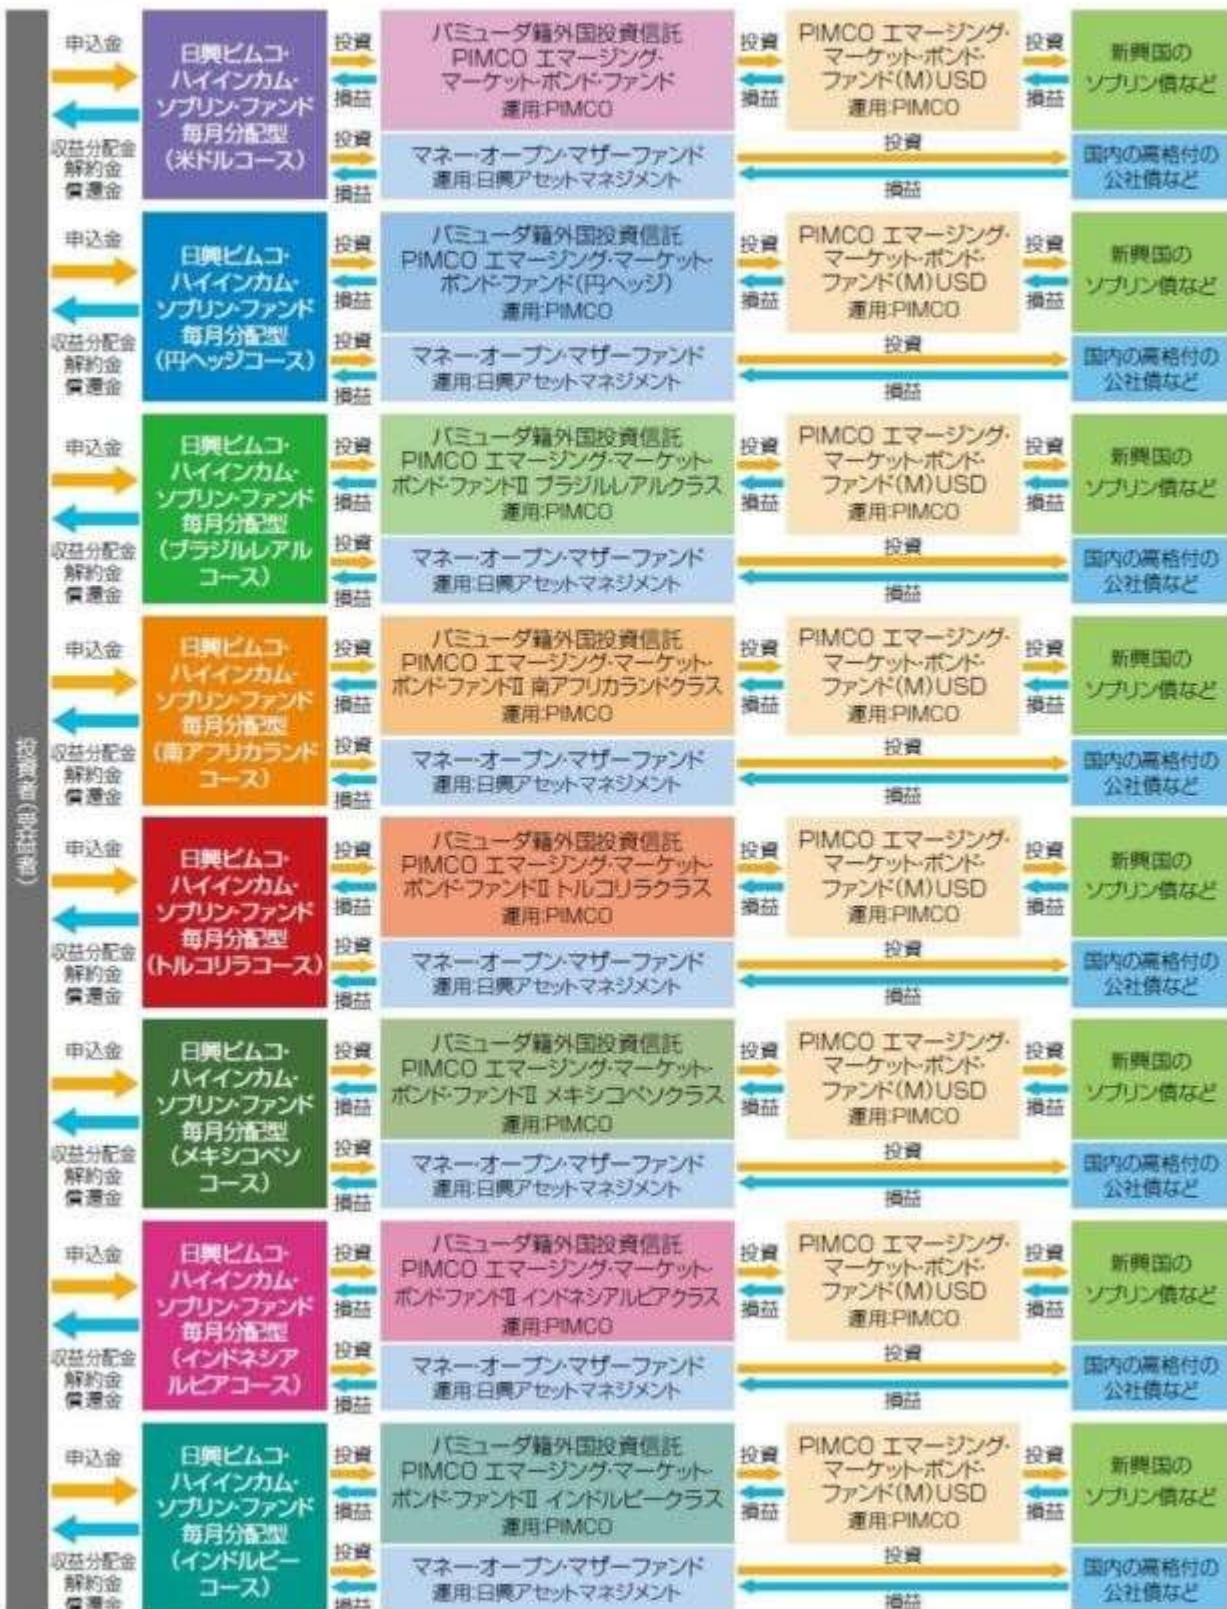 投資者(受益者)
申込金
収益分配金
解約金
償還金
日興ピムコ・
ハイインカム・
ソブリン・ファンド
毎月分配型
(米ドルコース)
投資
損益
投資
損益
バミューダ籍外国投資信託
PIMCO エマージング・
マーケット・ボンド・ファンド
運用:PIMCO
投資
損益
PIMCO エマージング・
マーケット・ボンド・
ファンド(M)USD
運用:PIMCO
投資
損益
新興国の
ソブリン債など
マネー・オープン・マザーファンド
運用:日興アセットマネジメント
投資
損益
国内の高格付の
公社債など
申込金
収益分配金
解約金
償還金
日興ピムコ・
ハイインカム・
ソブリン・ファンド
毎月分配型
(円ヘッジコース)
投資
損益
投資
損益
バミューダ籍外国投資信託
PIMCO エマージング・マーケット・
ボンド・ファンド(円ヘッジ)
運用:PIMCO
投資
損益
PIMCO エマージング・
マーケット・ボンド・
ファンド(M)USD
運用:PIMCO
投資
損益
新興国の
ソブリン債など
マネー・オープン・マザーファンド
運用:日興アセットマネジメント
投資
損益
国内の高格付の
公社債など
申込金
収益分配金
解約金
償還金
日興ピムコ・
ハイインカム・
ソブリン・ファンド
毎月分配型
(ブラジルレアル
コース)
投資
損益
投資
損益
バミューダ籍外国投資信託
PIMCO エマージング・マーケット・
ボンド・ファンドⅡ ブラジルレアルクラス
運用:PIMCO
投資
損益
PIMCO エマージング・
マーケット・ボンド・
ファンド(M)USD
運用:PIMCO
投資
損益
新興国の
ソブリン債など
マネー・オープン・マザーファンド
運用:日興アセットマネジメント
投資
損益
国内の高格付の
公社債など
申込金
収益分配金
解約金
償還金
日興ピムコ・
ハイインカム・
ソブリン・ファンド
毎月分配型
(南アフリカランド
コース)
投資
損益
投資
損益
バミューダ籍外国投資信託
PIMCO エマージング・マーケット・
ボンド・ファンドⅡ 南アフリカランドクラス
運用:PIMCO
投資
損益
PIMCO エマージング・
マーケット・ボンド・
ファンド(M)USD
運用:PIMCO
投資
損益
新興国の
ソブリン債など
マネー・オープン・マザーファンド
運用:日興アセットマネジメント
投資
損益
国内の高格付の
公社債など
申込金
収益分配金
解約金
償還金
日興ピムコ・
ハイインカム・
ソブリン・ファンド
毎月分配型
(トルコリラコース)
投資
損益
投資
損益
バミューダ籍外国投資信託
PIMCO エマージング・マーケット・
ボンド・ファンドⅡ トルコリラクラス
運用:PIMCO
投資
損益
PIMCO エマージング・
マーケット・ボンド・
ファンド(M)USD
運用:PIMCO
投資
損益
新興国の
ソブリン債など
マネー・オープン・マザーファンド
運用:日興アセットマネジメント
投資
損益
国内の高格付の
公社債など
申込金
収益分配金
解約金
償還金
日興ピムコ・
ハイインカム・
ソブリン・ファンド
毎月分配型
(メキシコペソ
コース)
投資
損益
投資
損益
バミューダ籍外国投資信託
PIMCO エマージング・マーケット・
ボンド・ファンドⅡ メキシコペソクラス
運用:PIMCO
投資
損益
PIMCO エマージング・
マーケット・ボンド・
ファンド(M)USD
運用:PIMCO
投資
損益
新興国の
ソブリン債など
マネー・オープン・マザーファンド
運用:日興アセットマネジメント
投資
損益
国内の高格付の
公社債など
申込金
収益分配金
解約金
償還金
日興ピムコ・
ハイインカム・
ソブリン・ファンド
毎月分配型
(インドネシア
ルピアコース)
投資
損益
投資
損益
バミューダ籍外国投資信託
PIMCO エマージング・マーケット・
ボンド・ファンドⅡ インドネシアルピアクラス
運用:PIMCO
投資
損益
PIMCO エマージング・
マーケット・ボンド・
ファンド(M)USD
運用:PIMCO
投資
損益
新興国の
ソブリン債など
マネー・オープン・マザーファンド
運用:日興アセットマネジメント
投資
損益
国内の高格付の
公社債など
申込金
収益分配金
解約金
償還金
日興ピムコ・
ハイインカム・
ソブリン・ファンド
毎月分配型
(インドルピー
コース)
投資
損益
投資
損益
バミューダ籍外国投資信託
PIMCO エマージング・マーケット・
ボンド・ファンドⅡ インドルピークラス
運用:PIMCO
投資
損益
PIMCO エマージング・
マーケット・ボンド・
ファンド(M)USD
運用:PIMCO
投資
損益
新興国の
ソブリン債など
マネー・オープン・マザーファンド
運用:日興アセットマネジメント
投資
損益
国内の高格付の
公社債など